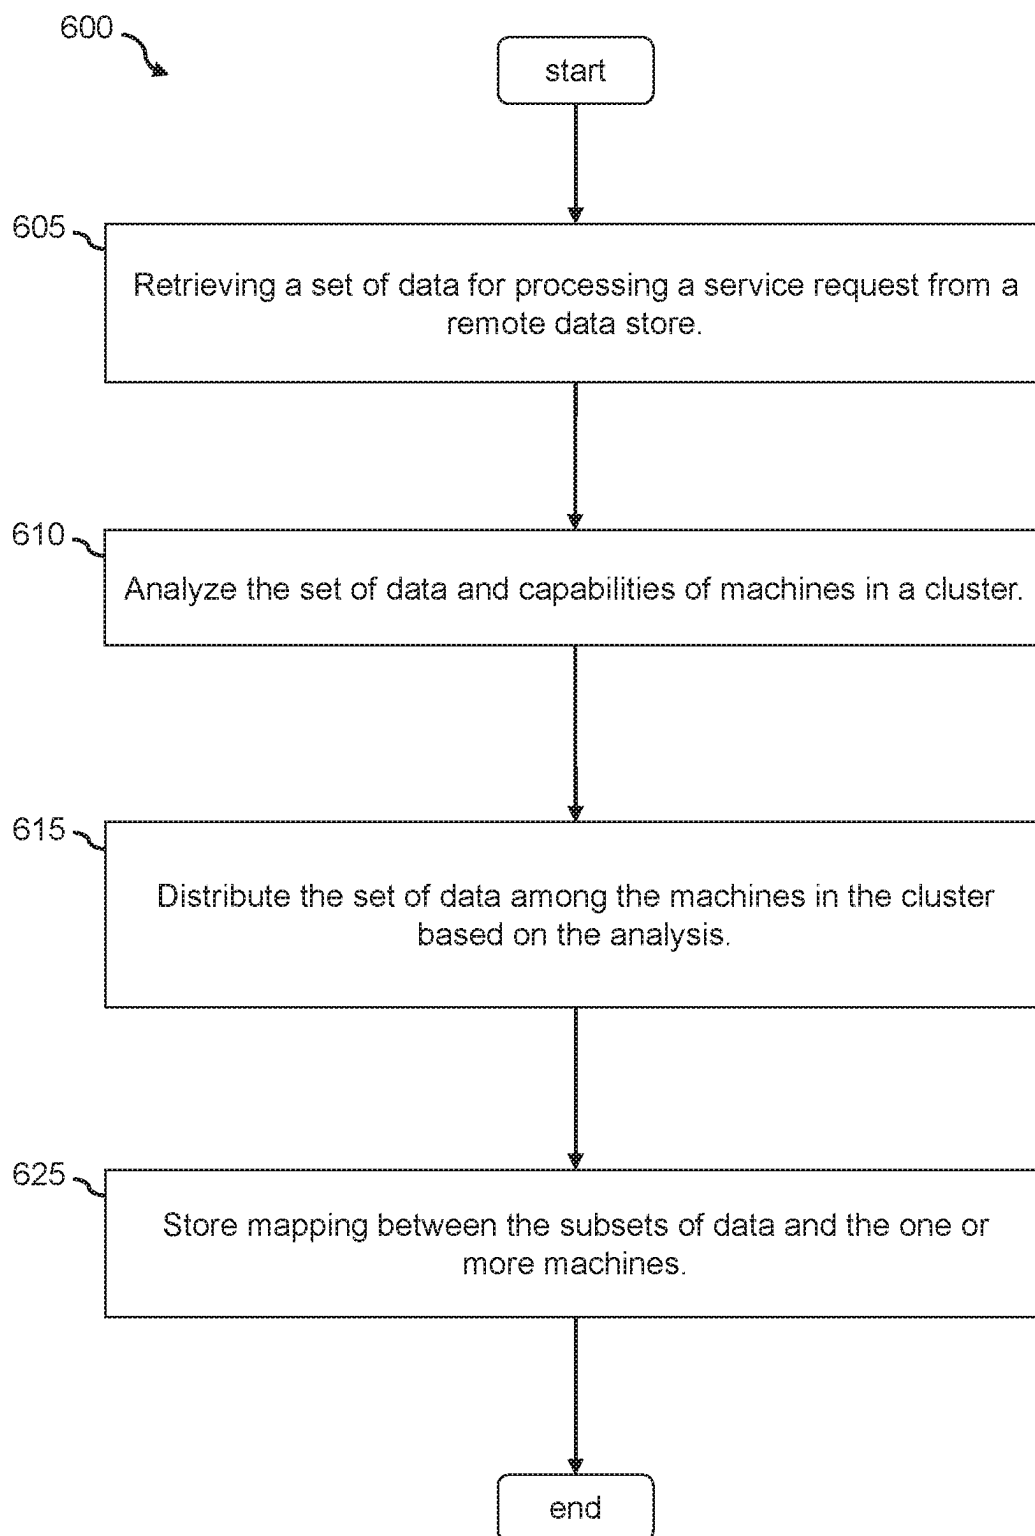 600
start
605
Retrieving a set of data for processing a service request from a
remote data store.
610
Analyze the set of data and capabilities of machines in a cluster.
615
Distribute the set of data among the machines in the cluster
based on the analysis.
625
Store mapping between the subsets of data and the one or
more machines.
end